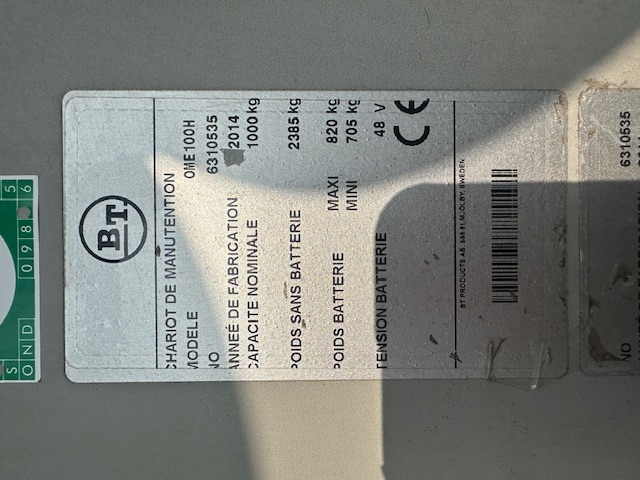 BT
CHARIOT DE MANUTENTION
MODELE OME100H
NO 6310535
ANNEÉ DE FABRICATION 2014
CAPACITE NOMINALE 1000 kg
POIDS SANS BATTERIE 2385 kg
POIDS BATTERIE MAXI 820 kg
MINI 705 kg
TENSION BATTERIE 48 V
CE
BT PRODUCTS AB, 595 81, MJÖLBY, SWEDEN
NO 6310535
S
OND 098 56